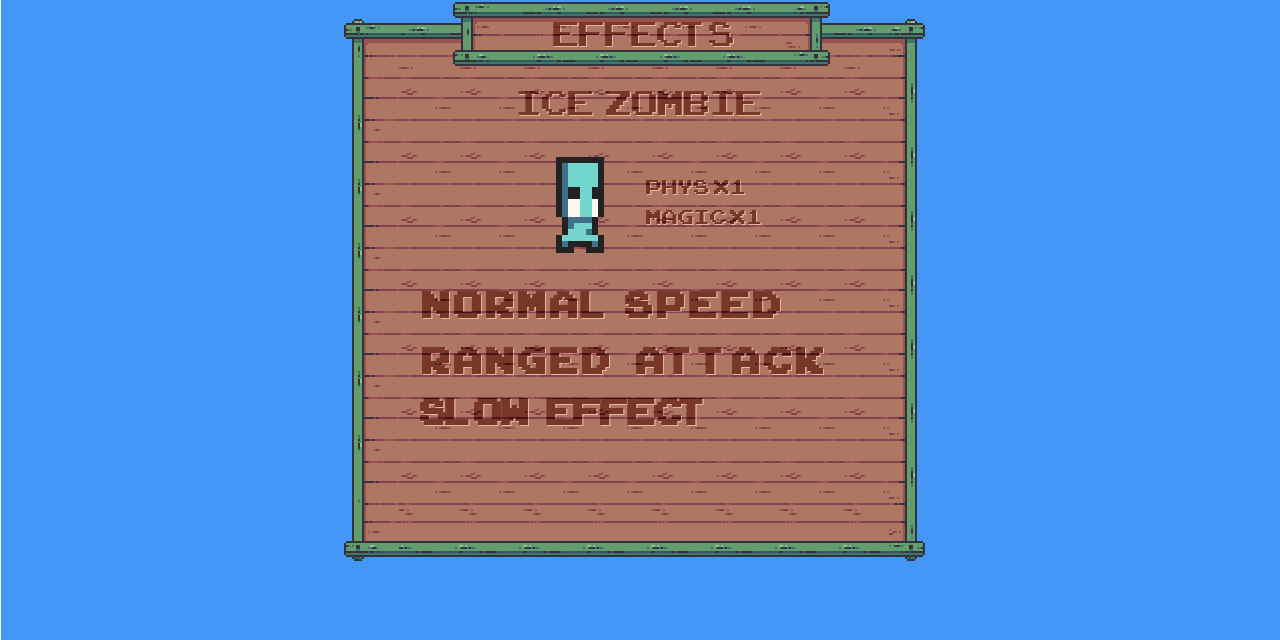 EFFECTS
ICE ZOMBIE
PHYS X1
MAGIC X1
NORMAL SPEED
RANGED ATTACK
SLOW EFFECT